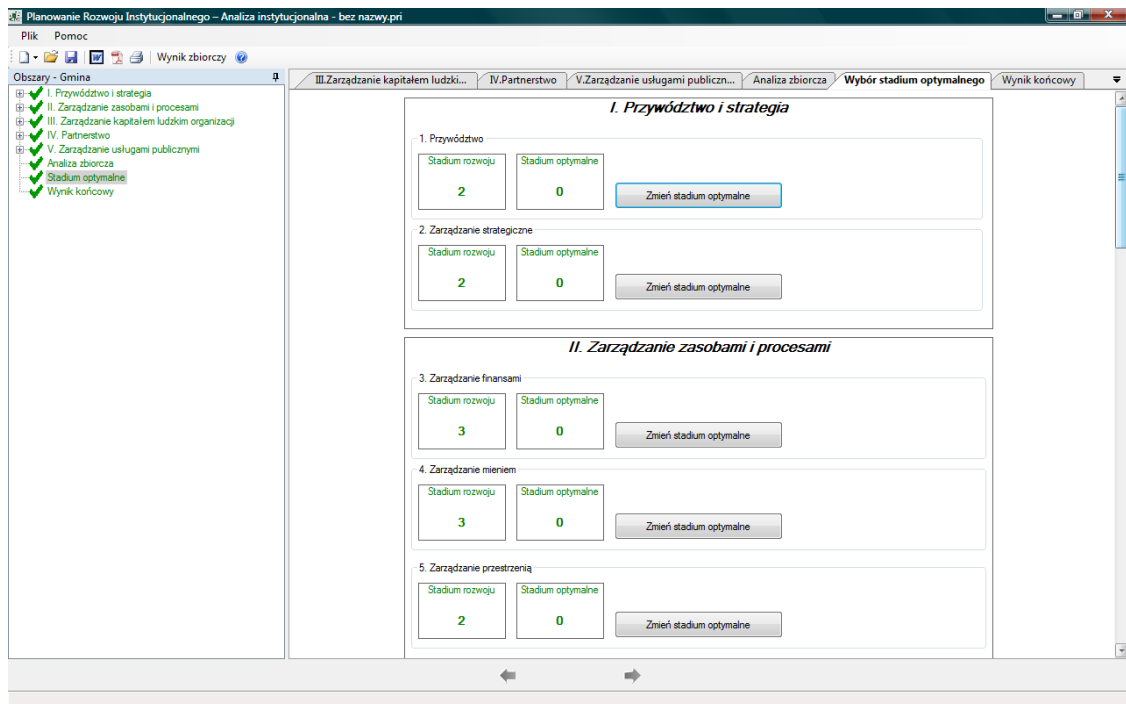 Planowanie Rozwoju Instytucjonalnego – Analiza instytucjonalna - bez nazwy.pri
Plik Pomoc
Wynik zbiorczy
Obszary - Gmina
I. Przywództwo i strategia
II. Zarządzanie zasobami i procesami
III. Zarządzanie kapitałem ludzkim organizacji
IV. Partnerstwo
V. Zarządzanie usługami publicznymi
Analiza zbiorcza
Stadium optymalne
Wynik końcowy
III.Zarządzanie kapitałem ludzki... IV.Partnerstwo V.Zarządzanie usługami publiczn... Analiza zbiorcza Wybór stadium optymalnego Wynik końcowy
I. Przywództwo i strategia
1. Przywództwo
Stadium rozwoju Stadium optymalne
2 0 Zmień stadium optymalne
2. Zarządzanie strategiczne
Stadium rozwoju Stadium optymalne
2 0 Zmień stadium optymalne
II. Zarządzanie zasobami i procesami
3. Zarządzanie finansami
Stadium rozwoju Stadium optymalne
3 0 Zmień stadium optymalne
4. Zarządzanie mieniem
Stadium rozwoju Stadium optymalne
3 0 Zmień stadium optymalne
5. Zarządzanie przestrzenią
Stadium rozwoju Stadium optymalne
2 0 Zmień stadium optymalne